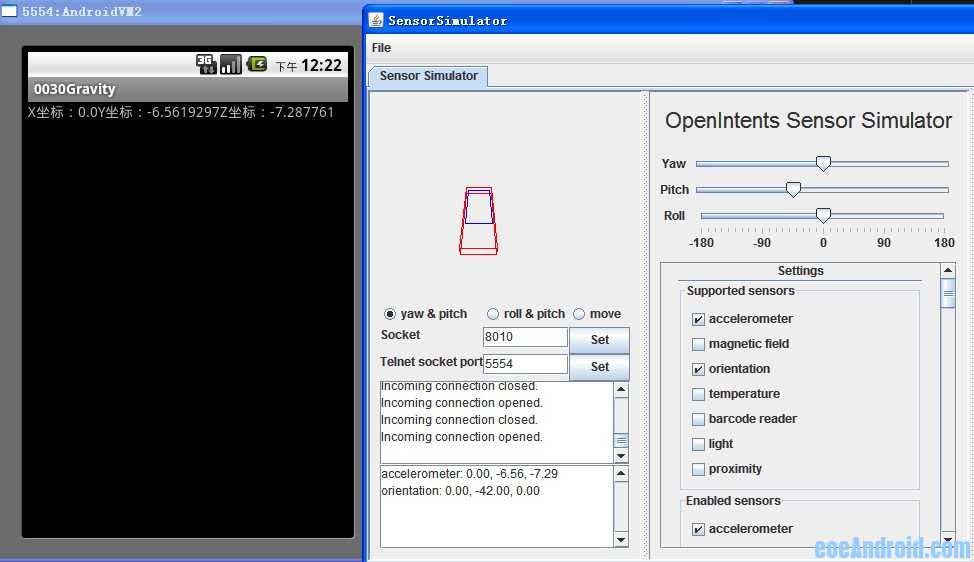 5554:AndroidVM2
3G
下午 12:22
0030Gravity
X坐标：0.0Y坐标：-6.5619297Z坐标：-7.287761
SensorSimulator
File
Sensor Simulator
yaw & pitch
roll & pitch
move
Socket
8010
Set
Telnet socket port
5554
Set
Incoming connection closed.
Incoming connection opened.
Incoming connection closed.
Incoming connection opened.
accelerometer: 0.00, -6.56, -7.29
orientation: 0.00, -42.00, 0.00
OpenIntents Sensor Simulator
Yaw
Pitch
Roll
-180 -90 0 90 180
Settings
Supported sensors
accelerometer
magnetic field
orientation
temperature
barcode reader
light
proximity
Enabled sensors
accelerometer
eoeAndroid.com